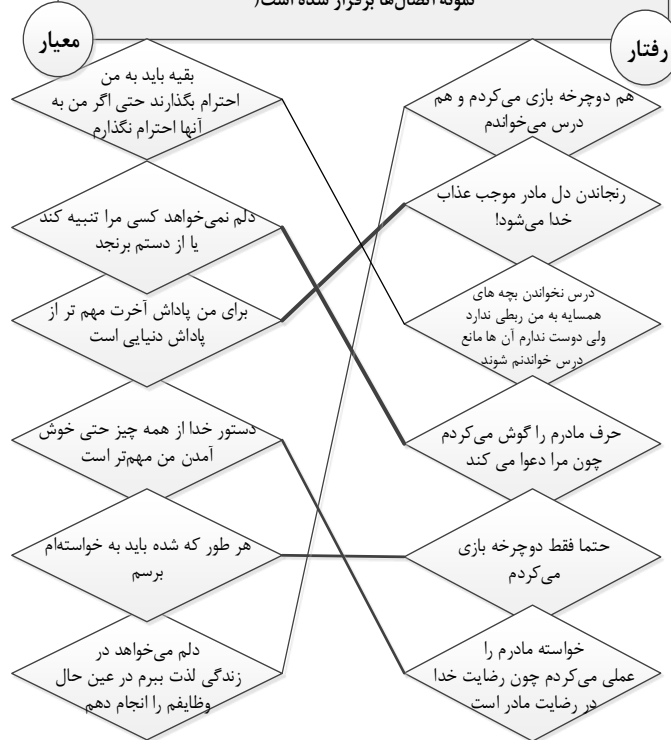 نمونه اتصال‌ها برقرار شده است(
رفتار
معیار
هم دوچرخه بازی می‌کردم و هم
درس می‌خواندم
رنجاندن دل مادر موجب عذاب
خدا می‌شود!
درس نخواندن بچه های
همسایه به من ربطی ندارد
ولی دوست ندارم آن ها مانع
درس خواندنم شوند
حرف مادرم را گوش می‌کردم
چون مرا دعوا می کند
حتما فقط دوچرخه بازی
می‌کردم
خواسته مادرم را
عملی می‌کردم چون رضایت خدا
در رضایت مادر است
بقیه باید به من
احترام بگذارند حتی اگر من به
آنها احترام نگذارم
دلم نمی‌خواهد کسی مرا تنبیه کند
یا از دستم برنجد
برای من پاداش آخرت مهم تر از
پاداش دنیایی است
دستور خدا از همه چیز حتی خوش
آمدن من مهم‌تر است
هر طور که شده باید به خواسته‌ام
برسم
دلم می‌خواهد در
زندگی لذت ببرم در عین حال
وظایفم را انجام دهم